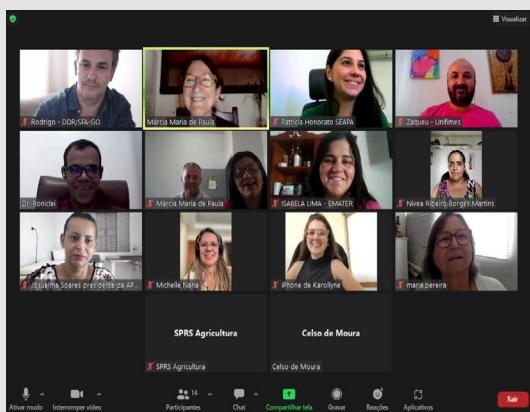 Visualizar
Rodrigo - DDR/SFA-GO
Márcia Maria de Paula
Patrícia Honorato SEAPA
Zaqueu - Unifimes
Dr. Roniclei
Márcia Maria de Paula
ISABELA LIMA - EMATER
Nívea Ribeiro Borges Martins
Josuelma Soares presidente da AP...
Michelle Nana
iPhone de Karollyne
maria.pereira
SPRS Agricultura
Celso de Moura
SPRS Agricultura
Celso de Moura
14
Ativar mudo
Interromper vídeo
Participantes
Chat
Compartilhar tela
Gravar
Reações
Aplicativos
Sair